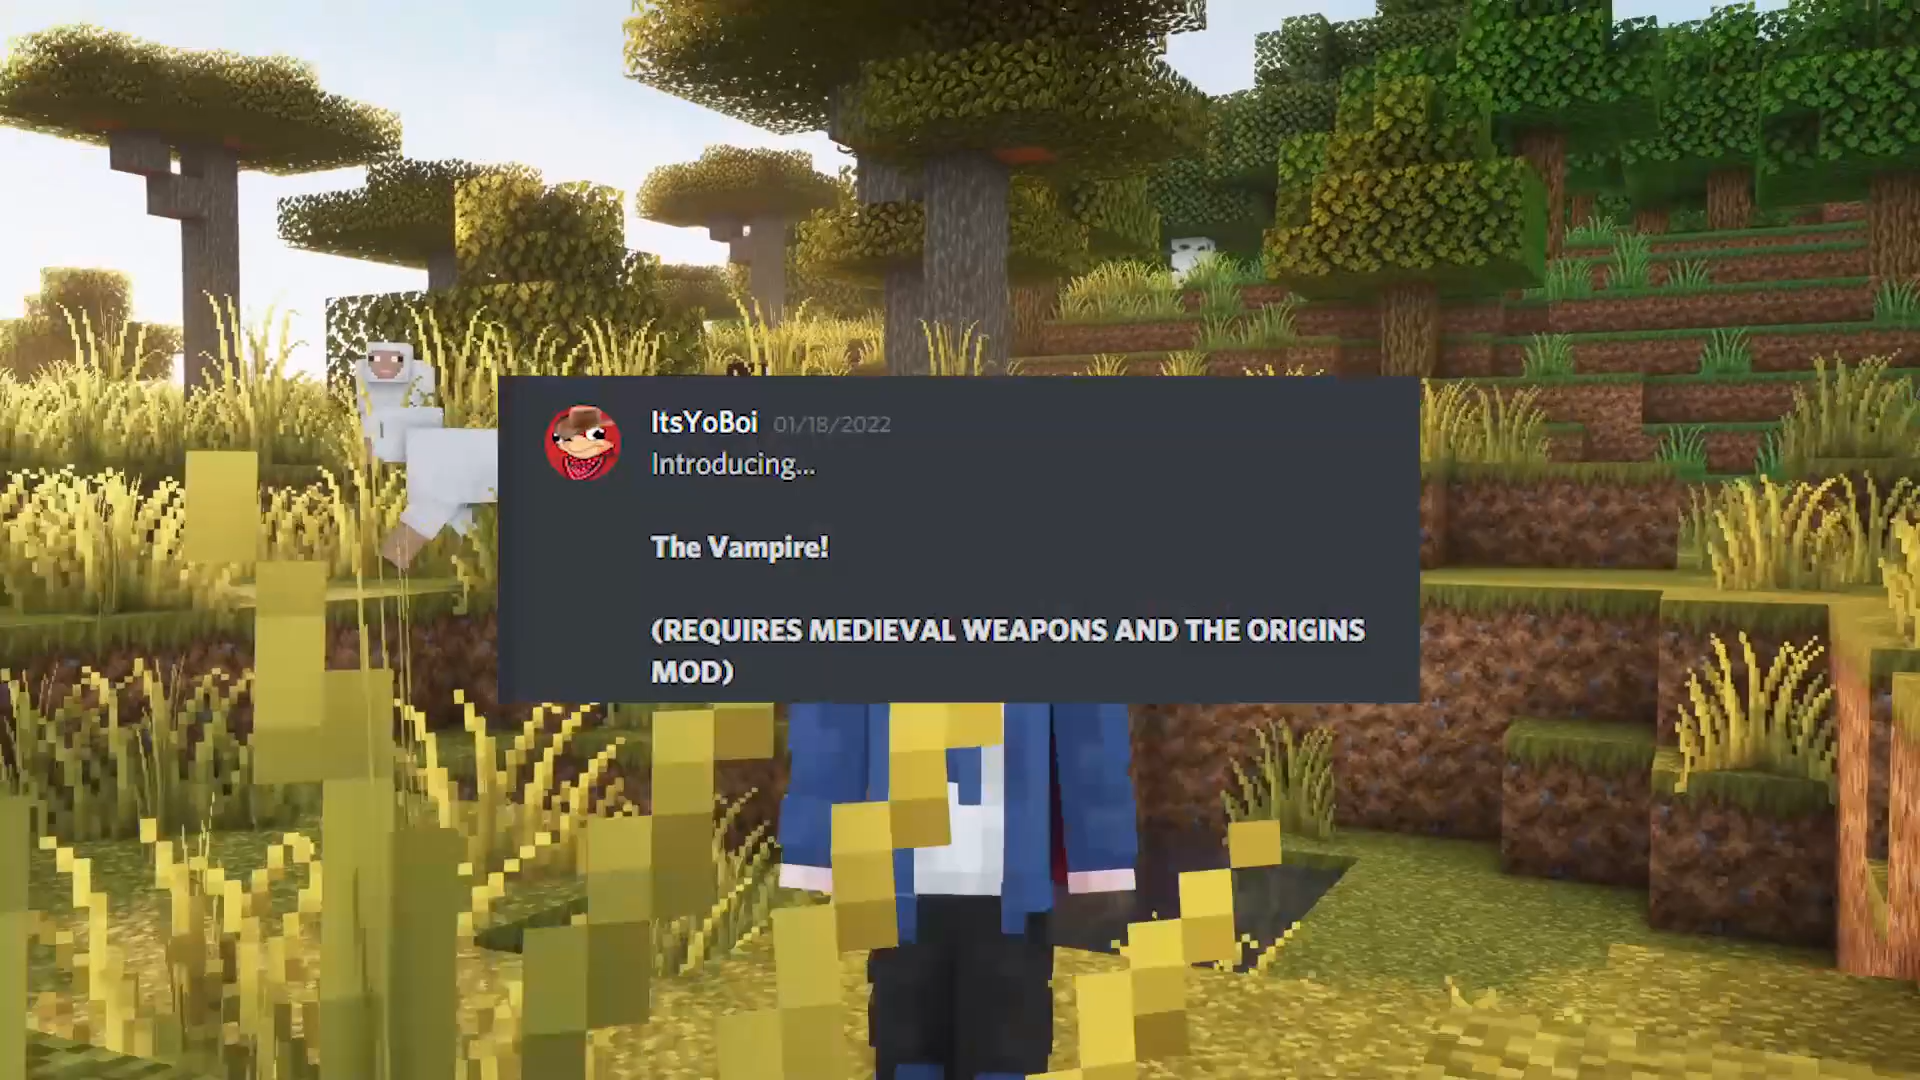 ItsYoBoi 01/18/2022
Introducing...
The Vampire!
(REQUIRES MEDIEVAL WEAPONS AND THE ORIGINS
MOD)